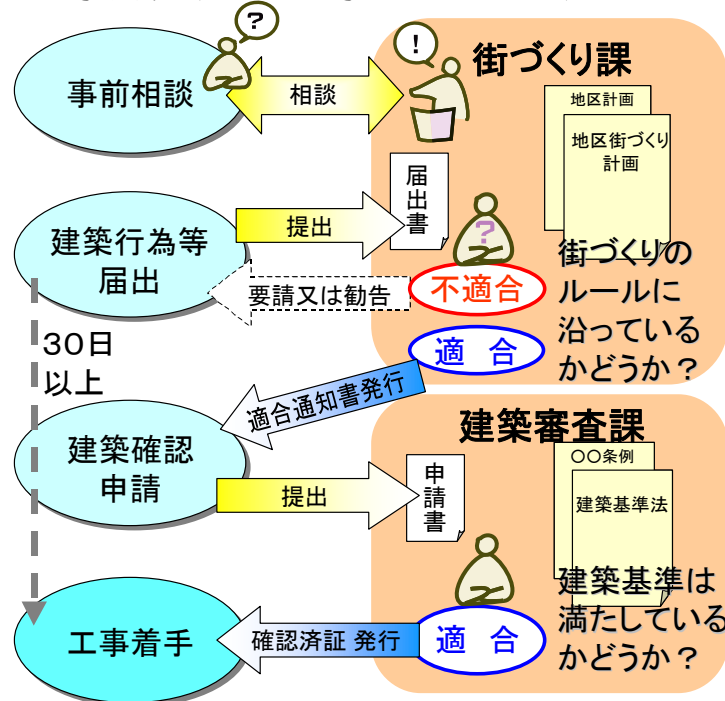 ?
!
事前相談
相談
街づくり課
地区計画
地区街づくり
計画
届
出
書
建築行為等
届出
提出
?
要請又は勧告
不適合
適 合
街づくりの
ルールに
沿っている
かどうか？
30日
以上
適合通知書発行
建築審査課
建築確認
申請
提出
申
請
書
〇〇条例
建築基準法
建築基準は
満たしている
かどうか？
工事着手
確認済証 発行
適 合